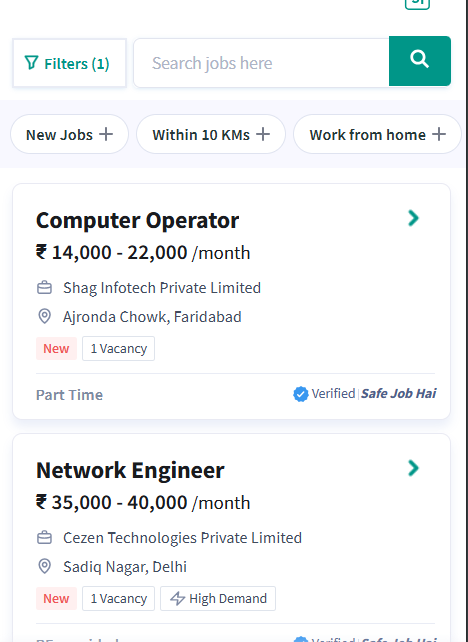 Filters (1)
Search jobs here
New Jobs +
Within 10 KMs +
Work from home +
Computer Operator
₹ 14,000 - 22,000 /month
Shag Infotech Private Limited
Ajronda Chowk, Faridabad
New
1 Vacancy
Part Time
Verified | Safe Job Hai
Network Engineer
₹ 35,000 - 40,000 /month
Cezen Technologies Private Limited
Sadiq Nagar, Delhi
New
1 Vacancy
High Demand
Verified | Safe Job Hai